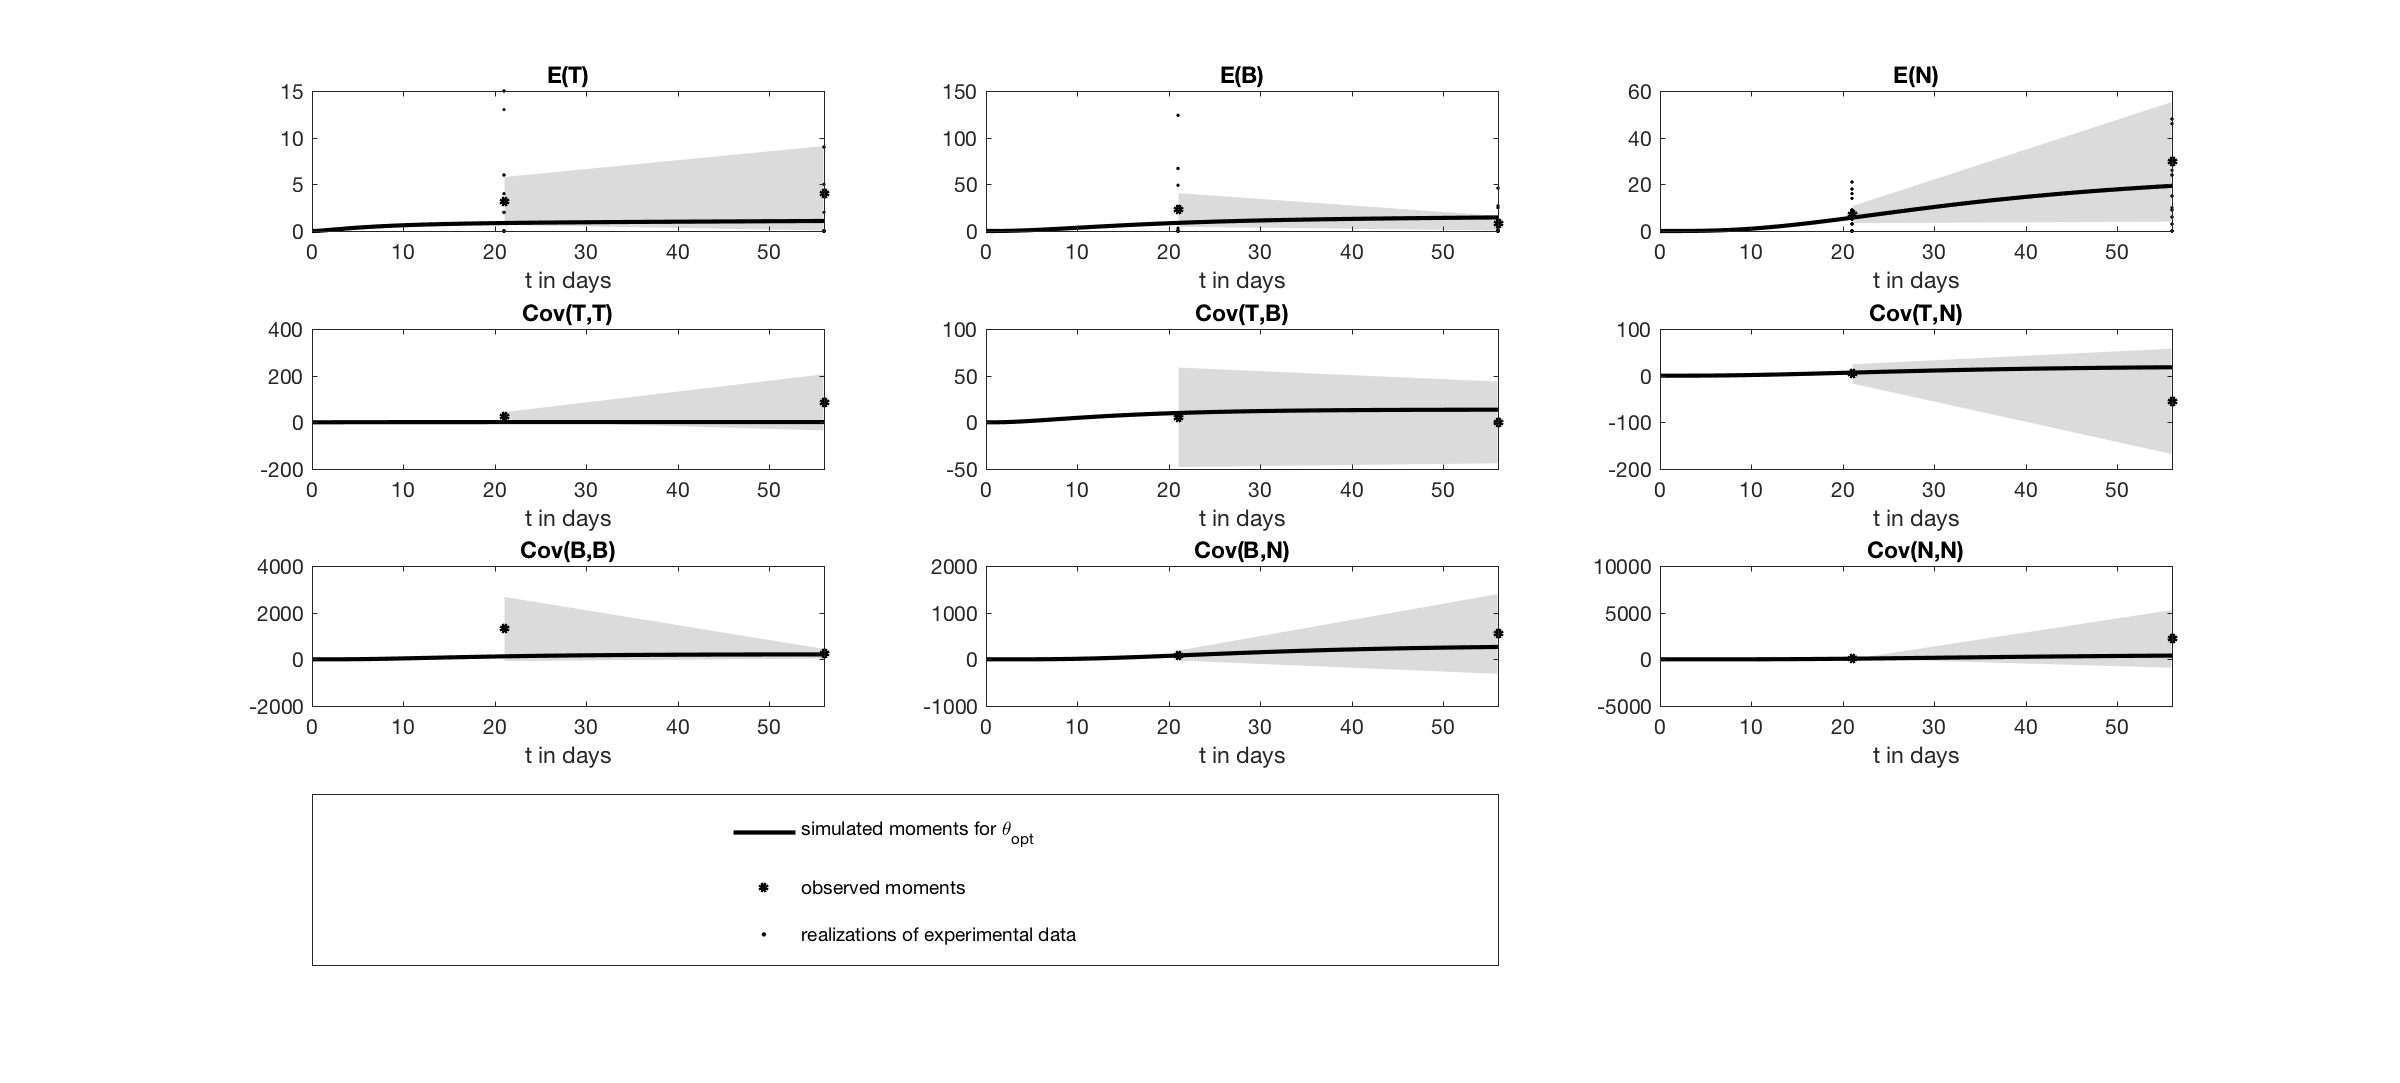 E(T) E(B) E(N)
15 150 60
10 100 40
5 50 20
0 0 0
0 10 20 30 40 50 0 10 20 30 40 50 0 10 20 30 40 50
t in days t in days t in days
Cov(T,T) Cov(T,B) Cov(T,N)
400 100 100
200 50 0
0 0 -100
-200 -50 -200
0 10 20 30 40 50 0 10 20 30 40 50 0 10 20 30 40 50
t in days t in days t in days
Cov(B,B) Cov(B,N) Cov(N,N)
4000 2000 10000
2000 1000 5000
0 0 0
-2000 -1000 -5000
0 10 20 30 40 50 0 10 20 30 40 50 0 10 20 30 40 50
t in days t in days t in days
simulated moments for θopt
observed moments
realizations of experimental data